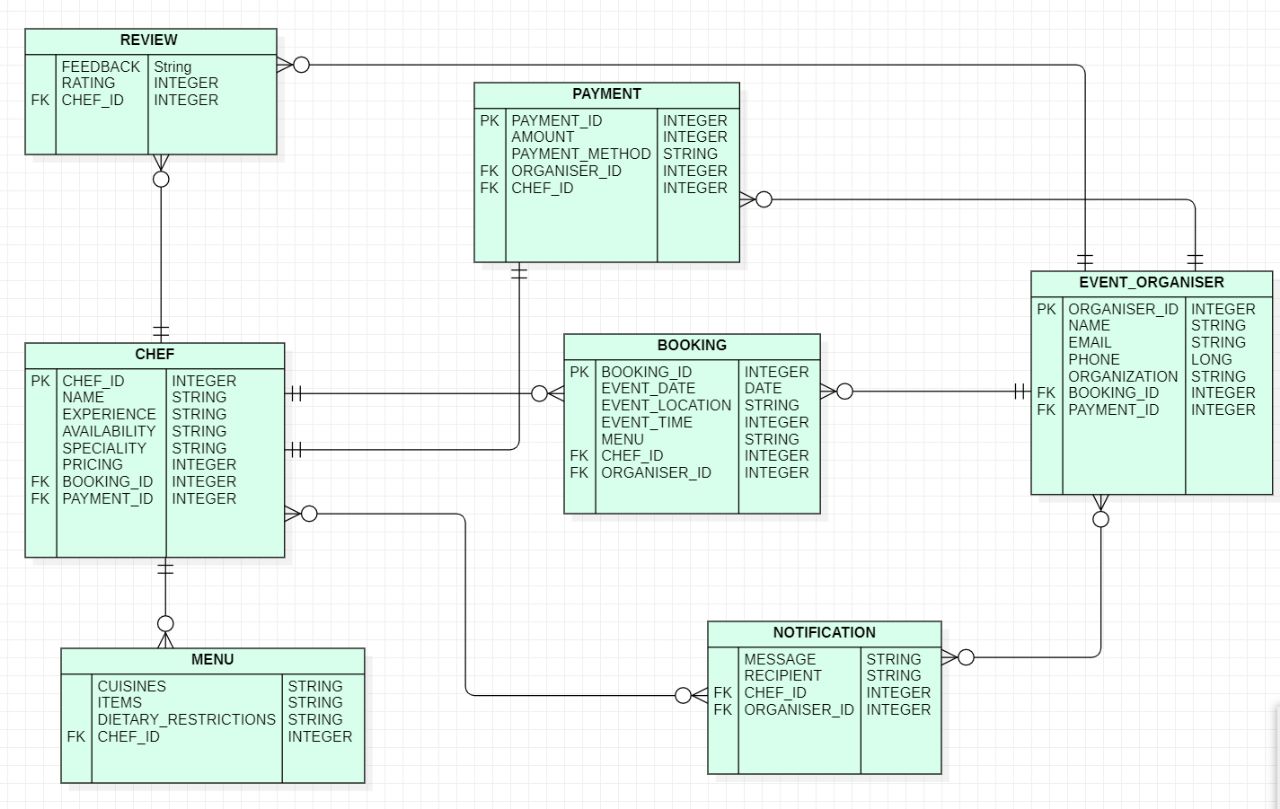 REVIEW
FEEDBACK String
RATING INTEGER
FK CHEF_ID INTEGER
PAYMENT
PK PAYMENT_ID INTEGER
AMOUNT INTEGER
PAYMENT_METHOD STRING
FK ORGANISER_ID INTEGER
FK CHEF_ID INTEGER
EVENT_ORGANISER
PK ORGANISER_ID INTEGER
NAME STRING
EMAIL STRING
PHONE LONG
ORGANIZATION STRING
FK BOOKING_ID INTEGER
FK PAYMENT_ID INTEGER
CHEF
PK CHEF_ID INTEGER
NAME STRING
EXPERIENCE STRING
AVAILABILITY STRING
SPECIALITY STRING
PRICING INTEGER
FK BOOKING_ID INTEGER
FK PAYMENT_ID INTEGER
BOOKING
PK BOOKING_ID INTEGER
EVENT_DATE DATE
EVENT_LOCATION STRING
EVENT_TIME INTEGER
MENU STRING
FK CHEF_ID INTEGER
FK ORGANISER_ID INTEGER
MENU
CUISINES STRING
ITEMS STRING
DIETARY_RESTRICTIONS STRING
FK CHEF_ID INTEGER
NOTIFICATION
MESSAGE STRING
RECIPIENT STRING
FK CHEF_ID INTEGER
FK ORGANISER_ID INTEGER